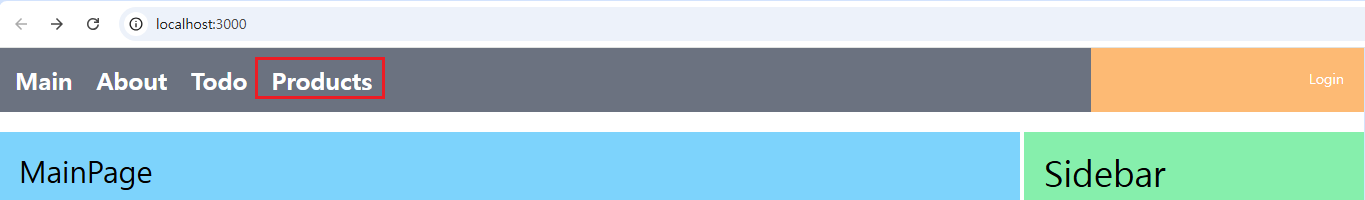 localhost:3000
Main About Todo Products Login
MainPage
Sidebar